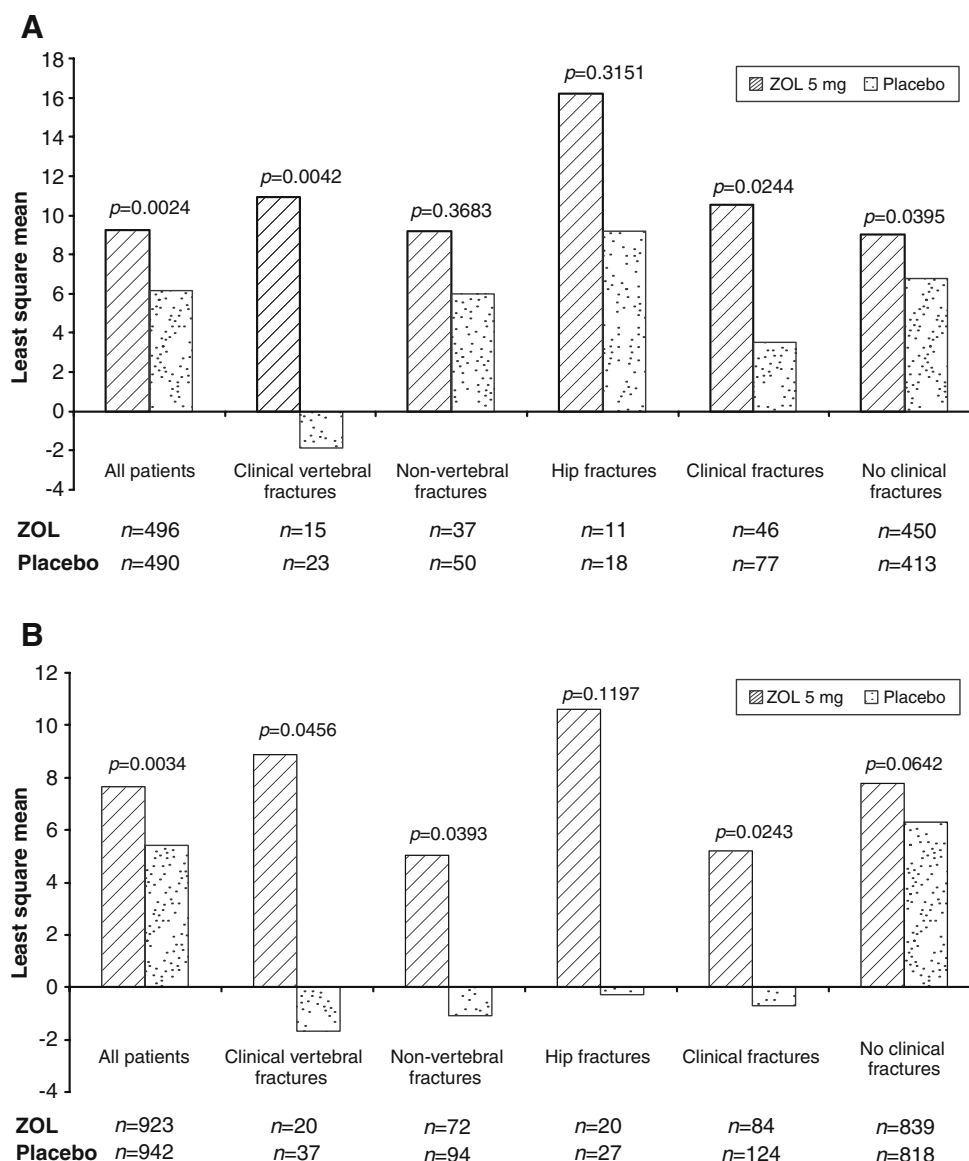 A
18
16
14
12
10
8
6
4
2
0
-2
-4
Least square mean
ZOL 5 mg Placebo
p=0.0024
p=0.0042
p=0.3683
p=0.3151
p=0.0244
p=0.0395
All patients
Clinical vertebral
fractures
Non-vertebral
fractures
Hip fractures
Clinical fractures
No clinical
fractures
ZOL n=496 n=15 n=37 n=11 n=46 n=450
Placebo n=490 n=23 n=50 n=18 n=77 n=413
B
12
10
8
6
4
2
0
-2
-4
Least square mean
ZOL 5 mg Placebo
p=0.0034
p=0.0456
p=0.0393
p=0.1197
p=0.0243
p=0.0642
All patients
Clinical vertebral
fractures
Non-vertebral
fractures
Hip fractures
Clinical fractures
No clinical
fractures
ZOL n=923 n=20 n=72 n=20 n=84 n=839
Placebo n=942 n=37 n=94 n=27 n=124 n=818